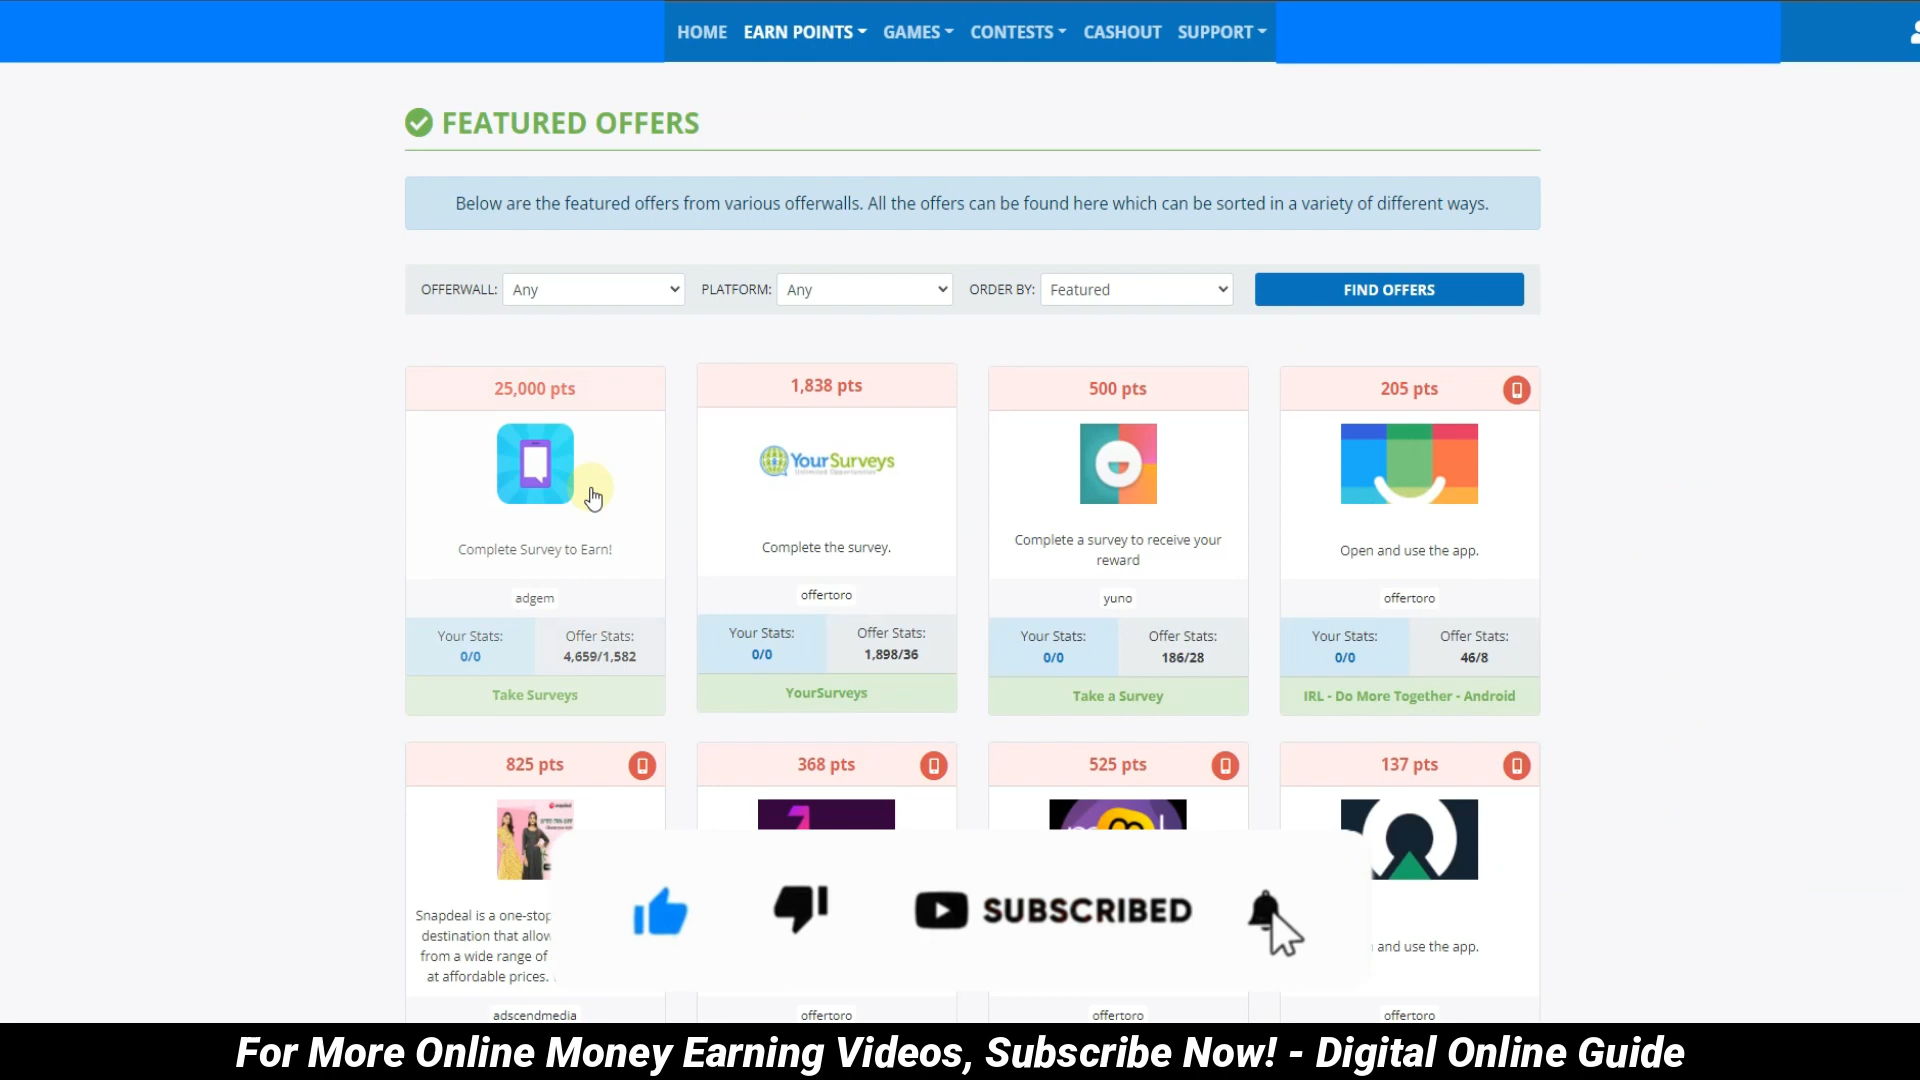 HOME EARN POINTS GAMES CONTESTS CASHOUT SUPPORT
FEATURED OFFERS
Below are the featured offers from various offerwalls. All the offers can be found here which can be sorted in a variety of different ways.
OFFERWALL: Any PLATFORM: Any ORDER BY: Featured FIND OFFERS
25,000 pts
Complete Survey to Earn!
adgem
Your Stats: Offer Stats:
0/0 4,659/1,582
Take Surveys
1,838 pts
YourSurveys
Unlimited Opportunities
Complete the survey.
offertoro
Your Stats: Offer Stats:
0/0 1,898/36
YourSurveys
500 pts
Complete a survey to receive your
reward
yuno
Your Stats: Offer Stats:
0/0 186/28
Take a Survey
205 pts
Open and use the app.
offertoro
Your Stats: Offer Stats:
0/0 46/8
IRL - Do More Together - Android
825 pts
snapdeal
Snapdeal is a one-stop
destination that allow
from a wide range of
at affordable prices.
adscendmedia
368 pts
offertoro
525 pts
offertoro
137 pts
and use the app.
offertoro
SUBSCRIBED
For More Online Money Earning Videos, Subscribe Now! - Digital Online Guide